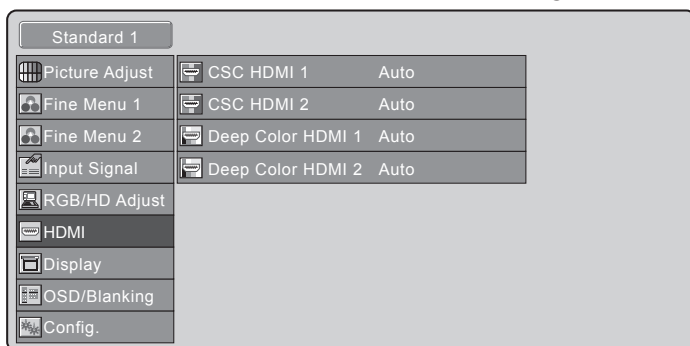 Standard 1
Picture Adjust
Fine Menu 1
Fine Menu 2
Input Signal
RGB/HD Adjust
HDMI
Display
OSD/Blanking
Config.
CSC HDMI 1 Auto
CSC HDMI 2 Auto
Deep Color HDMI 1 Auto
Deep Color HDMI 2 Auto